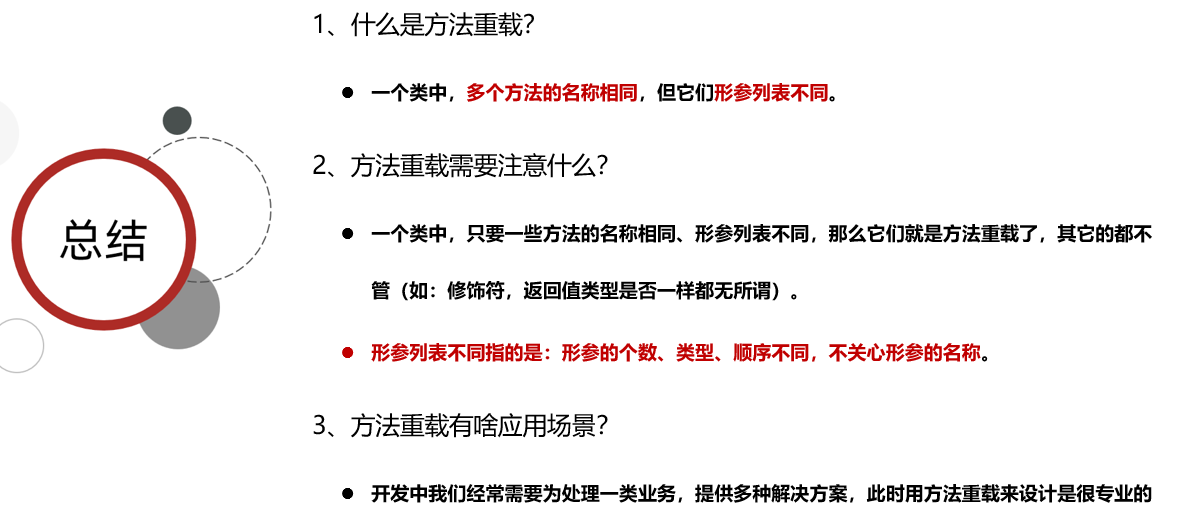 总结
1、什么是方法重载？
● 一个类中，多个方法的名称相同，但它们形参列表不同。
2、方法重载需要注意什么？
● 一个类中，只要一些方法的名称相同、形参列表不同，那么它们就是方法重载了，其它的都不
管（如：修饰符，返回值类型是否一样都无所谓）。
● 形参列表不同指的是：形参的个数、类型、顺序不同，不关心形参的名称。
3、方法重载有啥应用场景？
● 开发中我们经常需要为处理一类业务，提供多种解决方案，此时用方法重载来设计是很专业的